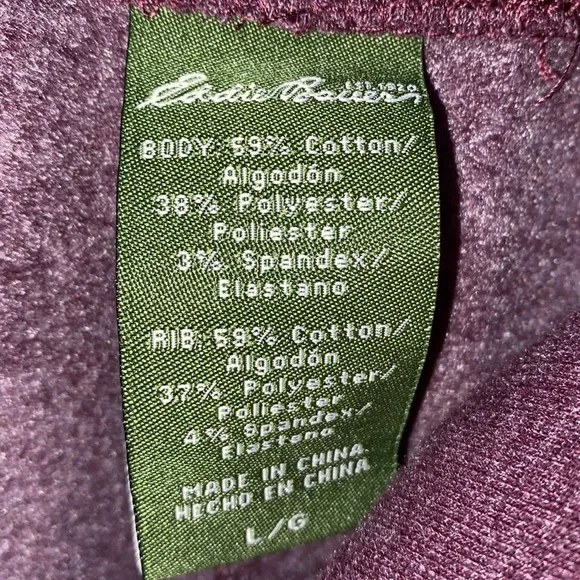 EST. 1920
Eddie Bauer
BODY: 59% Cotton/
Algodón
38% Polyester/
Poliester
3% Spandex/
Elastano
RIB: 59% Cotton/
Algodón
37% Polyester/
Poliester
4% Spandex/
Elastano
MADE IN CHINA
HECHO EN CHINA
L/G